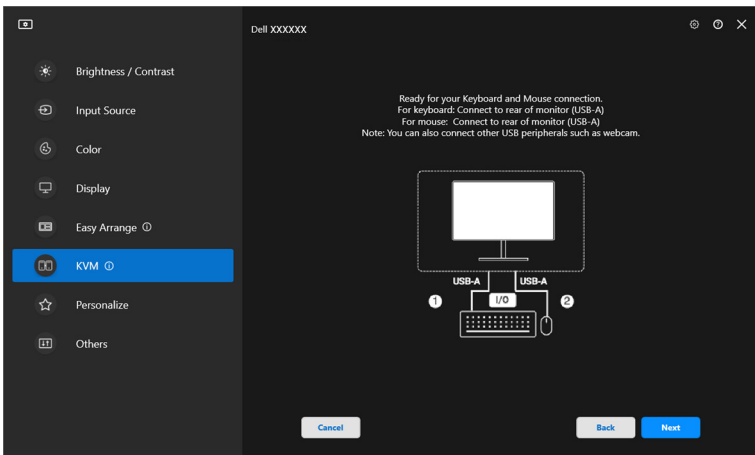 Dell XXXXXX
Brightness / Contrast
Input Source
Color
Display
Easy Arrange
KVM
Personalize
Others
Ready for your Keyboard and Mouse connection.
For keyboard: Connect to rear of monitor (USB-A)
For mouse: Connect to rear of monitor (USB-A)
Note: You can also connect other USB peripherals such as webcam.
USB-A USB-A
1 I/O 2
Cancel Back Next